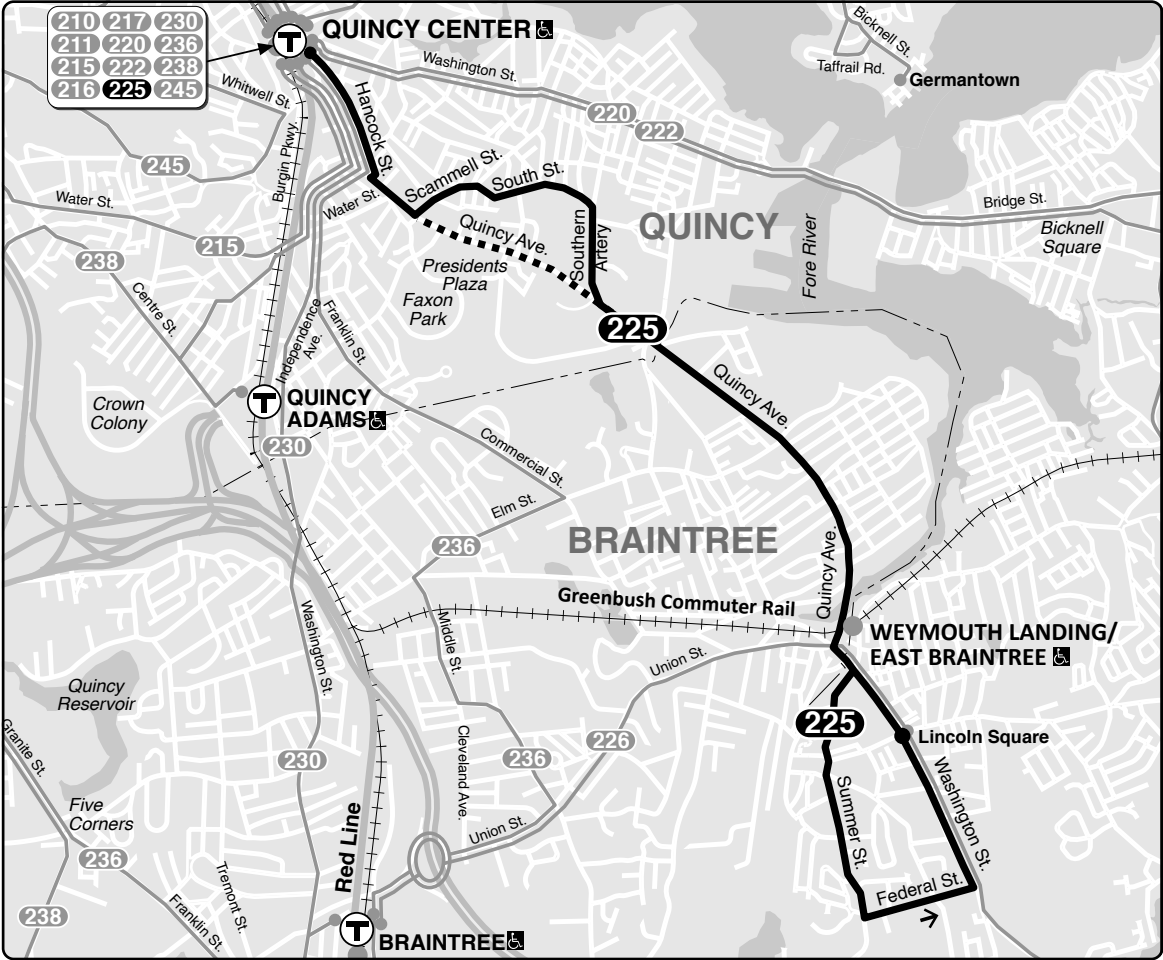 210 217 230
211 220 236
215 222 238
216 225 245
T
QUINCY CENTER
Washington St.
Bicknell St.
Taffrail Rd.
Germantown
Whitwell St.
Hancock St.
220
222
Burgin Pkwy.
245
Scammell St.
South St.
Water St.
Water St.
Bridge St.
Quincy Ave.
Southern
Artery
QUINCY
Fore River
Bicknell
Square
215
238
Presidents
Plaza
Faxon
Park
Centre St.
Independence
Ave.
Franklin St.
225
Quincy Ave.
T
QUINCY
ADAMS
Crown
Colony
230
Commercial St.
Elm St.
236
BRAINTREE
Quincy Ave.
Greenbush Commuter Rail
WEYMOUTH LANDING/
EAST BRAINTREE
Washington St.
Middle St.
Union St.
Quincy
Reservoir
225
Lincoln Square
Granite St.
230
Cleveland Ave.
236
226
Summer St.
Washington St.
Five
Corners
Red Line
Union St.
236
Tremont St.
Franklin St.
Federal St.
238
T
BRAINTREE